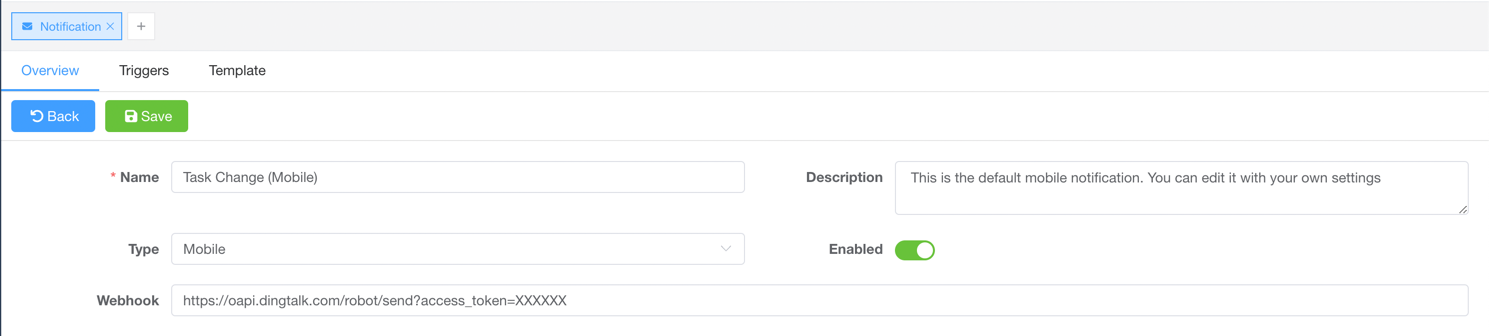 Notification
+
Overview Triggers Template
Back Save
* Name Task Change (Mobile) Description This is the default mobile notification. You can edit it with your own settings
Type Mobile Enabled
Webhook https://oapi.dingtalk.com/robot/send?access_token=XXXXXX